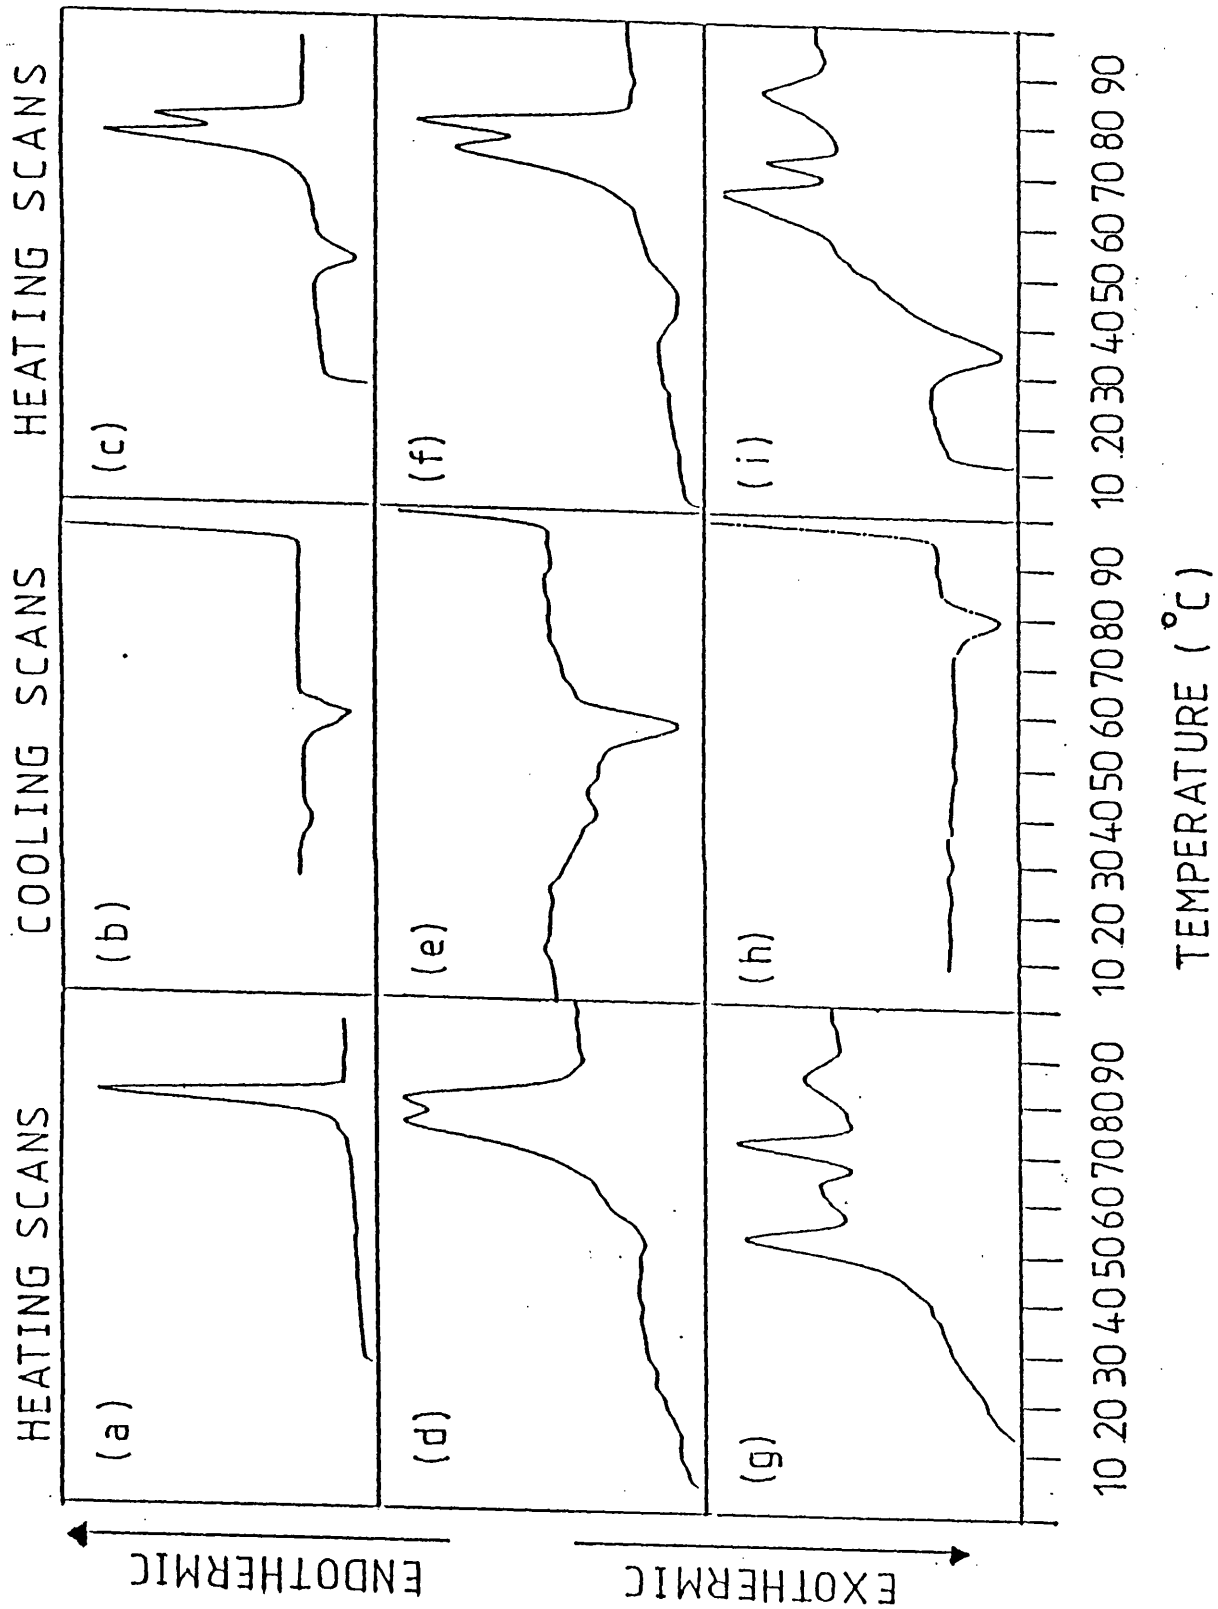 HEATING SCANS
COOLING SCANS
HEATING SCANS
ENDOTHERMIC
EXOTHERMIC
(a)
(b)
(c)
(d)
(e)
(f)
(g)
(h)
(i)
10 20 30 40 50 60 70 80 90
10 20 30 40 50 60 70 80 90
10 20 30 40 50 60 70 80 90
TEMPERATURE (°C)